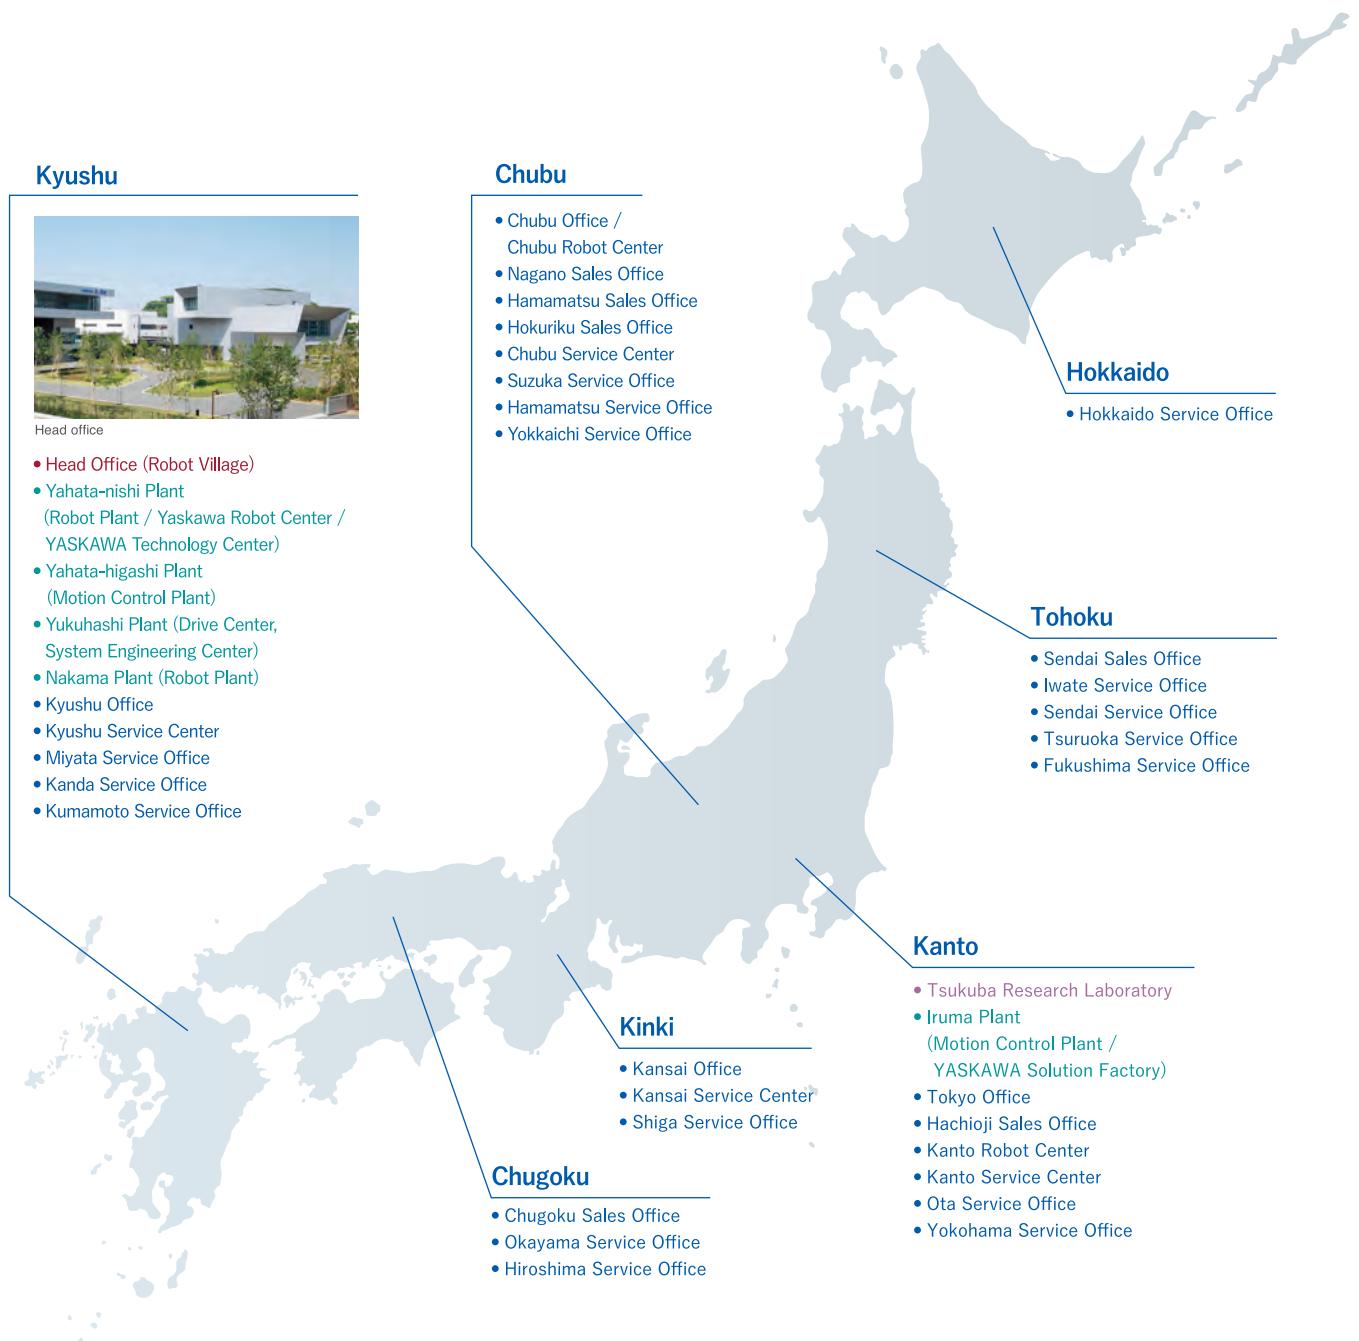 Kyushu
Head office
• Head Office (Robot Village)
• Yahata-nishi Plant
(Robot Plant / Yaskawa Robot Center /
YASKAWA Technology Center)
• Yahata-higashi Plant
(Motion Control Plant)
• Yukuhashi Plant (Drive Center,
System Engineering Center)
• Nakama Plant (Robot Plant)
• Kyushu Office
• Kyushu Service Center
• Miyata Service Office
• Kanda Service Office
• Kumamoto Service Office
Chubu
• Chubu Office /
Chubu Robot Center
• Nagano Sales Office
• Hamamatsu Sales Office
• Hokuriku Sales Office
• Chubu Service Center
• Suzuka Service Office
• Hamamatsu Service Office
• Yokkaichi Service Office
Hokkaido
• Hokkaido Service Office
Tohoku
• Sendai Sales Office
• Iwate Service Office
• Sendai Service Office
• Tsuruoka Service Office
• Fukushima Service Office
Kanto
• Tsukuba Research Laboratory
• Iruma Plant
(Motion Control Plant /
YASKAWA Solution Factory)
• Tokyo Office
• Hachioji Sales Office
• Kanto Robot Center
• Kanto Service Center
• Ota Service Office
• Yokohama Service Office
Kinki
• Kansai Office
• Kansai Service Center
• Shiga Service Office
Chugoku
• Chugoku Sales Office
• Okayama Service Office
• Hiroshima Service Office